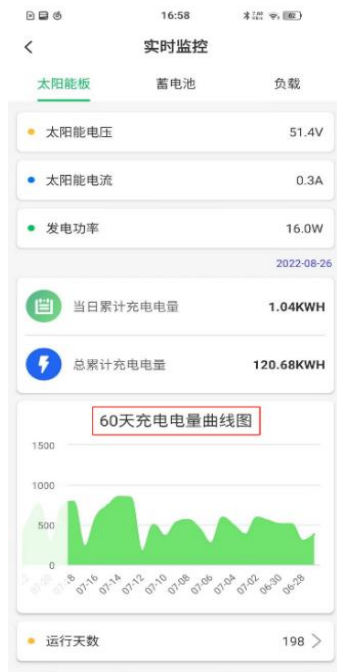 16:58
实时监控
太阳能板 蓄电池 负载
太阳能电压 51.4V
太阳能电流 0.3A
发电功率 16.0W
2022-08-26
当日累计充电电量 1.04KWH
总累计充电电量 120.68KWH
60天充电电量曲线图
1500
1000
500
0
07-18 07-16 07-14 07-12 07-10 07-08 07-06 07-04 07-02 06-30 06-28
运行天数 198